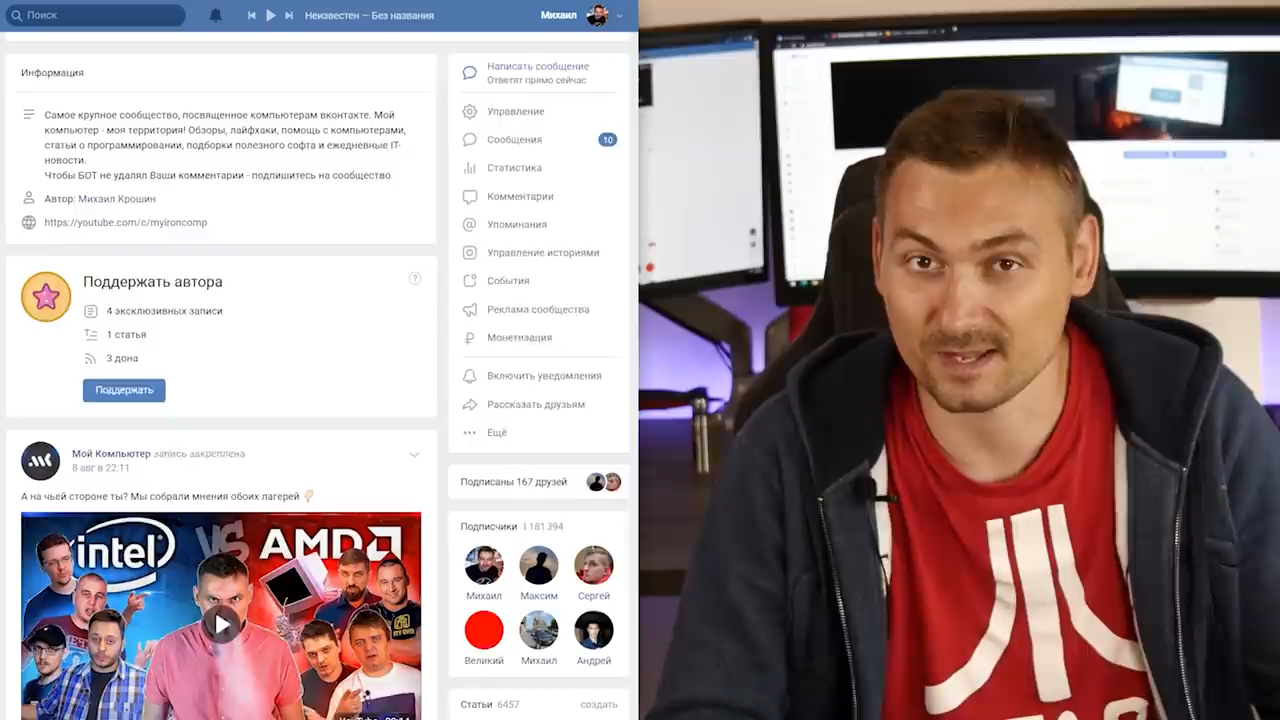 Поиск
Неизвестен — Без названия
Михаил
Информация
Самое крупное сообщество, посвященное компьютерам вконтакте. Мой
компьютер - моя территория! Обзоры, лайфхаки, помощь с компьютерами,
статьи о программировании, подборки полезного софта и ежедневные IT-
новости.
Чтобы БОТ не удалял Ваши комментарии - подпишитесь на сообщество.
Автор: Михаил Крошин
https://youtube.com/c/myironcomp
Поддержать автора
?
4 эксклюзивных записи
1 статья
3 дона
Поддержать
Мой Компьютер запись закреплена
8 авг в 22:11
А на чьей стороне ты? Мы собрали мнения обоих лагерей
intel VS AMD
Написать сообщение
Ответят прямо сейчас
Управление
Сообщения 10
Статистика
Комментарии
Упоминания
Управление историями
События
Реклама сообщества
Монетизация
Включить уведомления
Рассказать друзьям
Ещё
Подписаны 167 друзей
Подписчики 1 181 394
Михаил Максим Сергей
Великий Михаил Андрей
Статьи 6457 создать